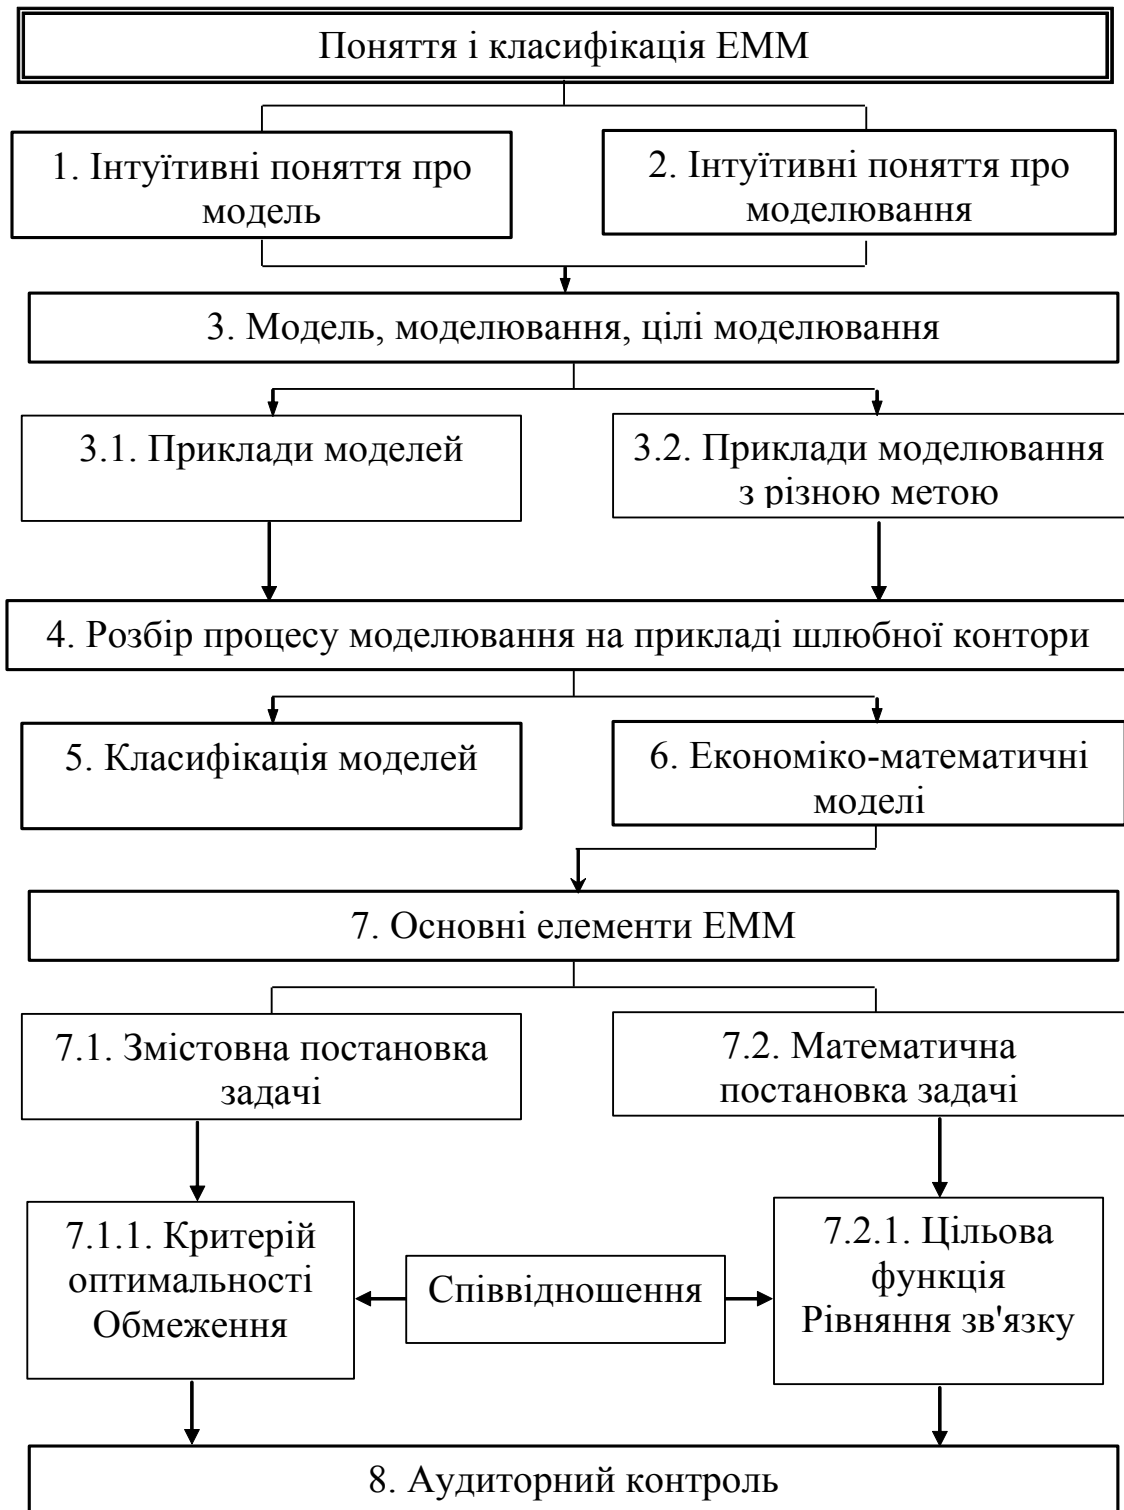 Поняття і класифікація ЕММ
1. Інтуїтивні поняття про
модель
2. Інтуїтивні поняття про
моделювання
3. Модель, моделювання, цілі моделювання
3.1. Приклади моделей
3.2. Приклади моделювання
з різною метою
4. Розбір процесу моделювання на прикладі шлюбної контори
5. Класифікація моделей
6. Економіко-математичні
моделі
7. Основні елементи ЕММ
7.1. Змістовна постановка
задачі
7.2. Математична
постановка задачі
7.1.1. Критерій
оптимальності
Обмеження
Співвідношення
7.2.1. Цільова
функція
Рівняння зв'язку
8. Аудиторний контроль